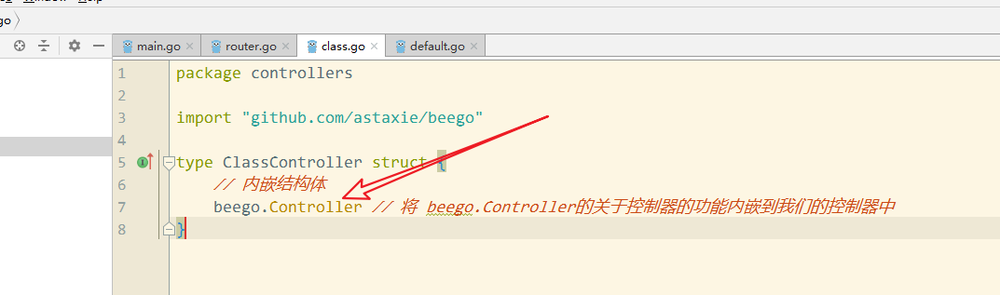 go
main.go
router.go
class.go
default.go
1 package controllers
2
3 import "github.com/astaxie/beego"
4
5 type ClassController struct {
6 // 内嵌结构体
7 beego.Controller // 将 beego.Controller的关于控制器的功能内嵌到我们的控制器中
8 }